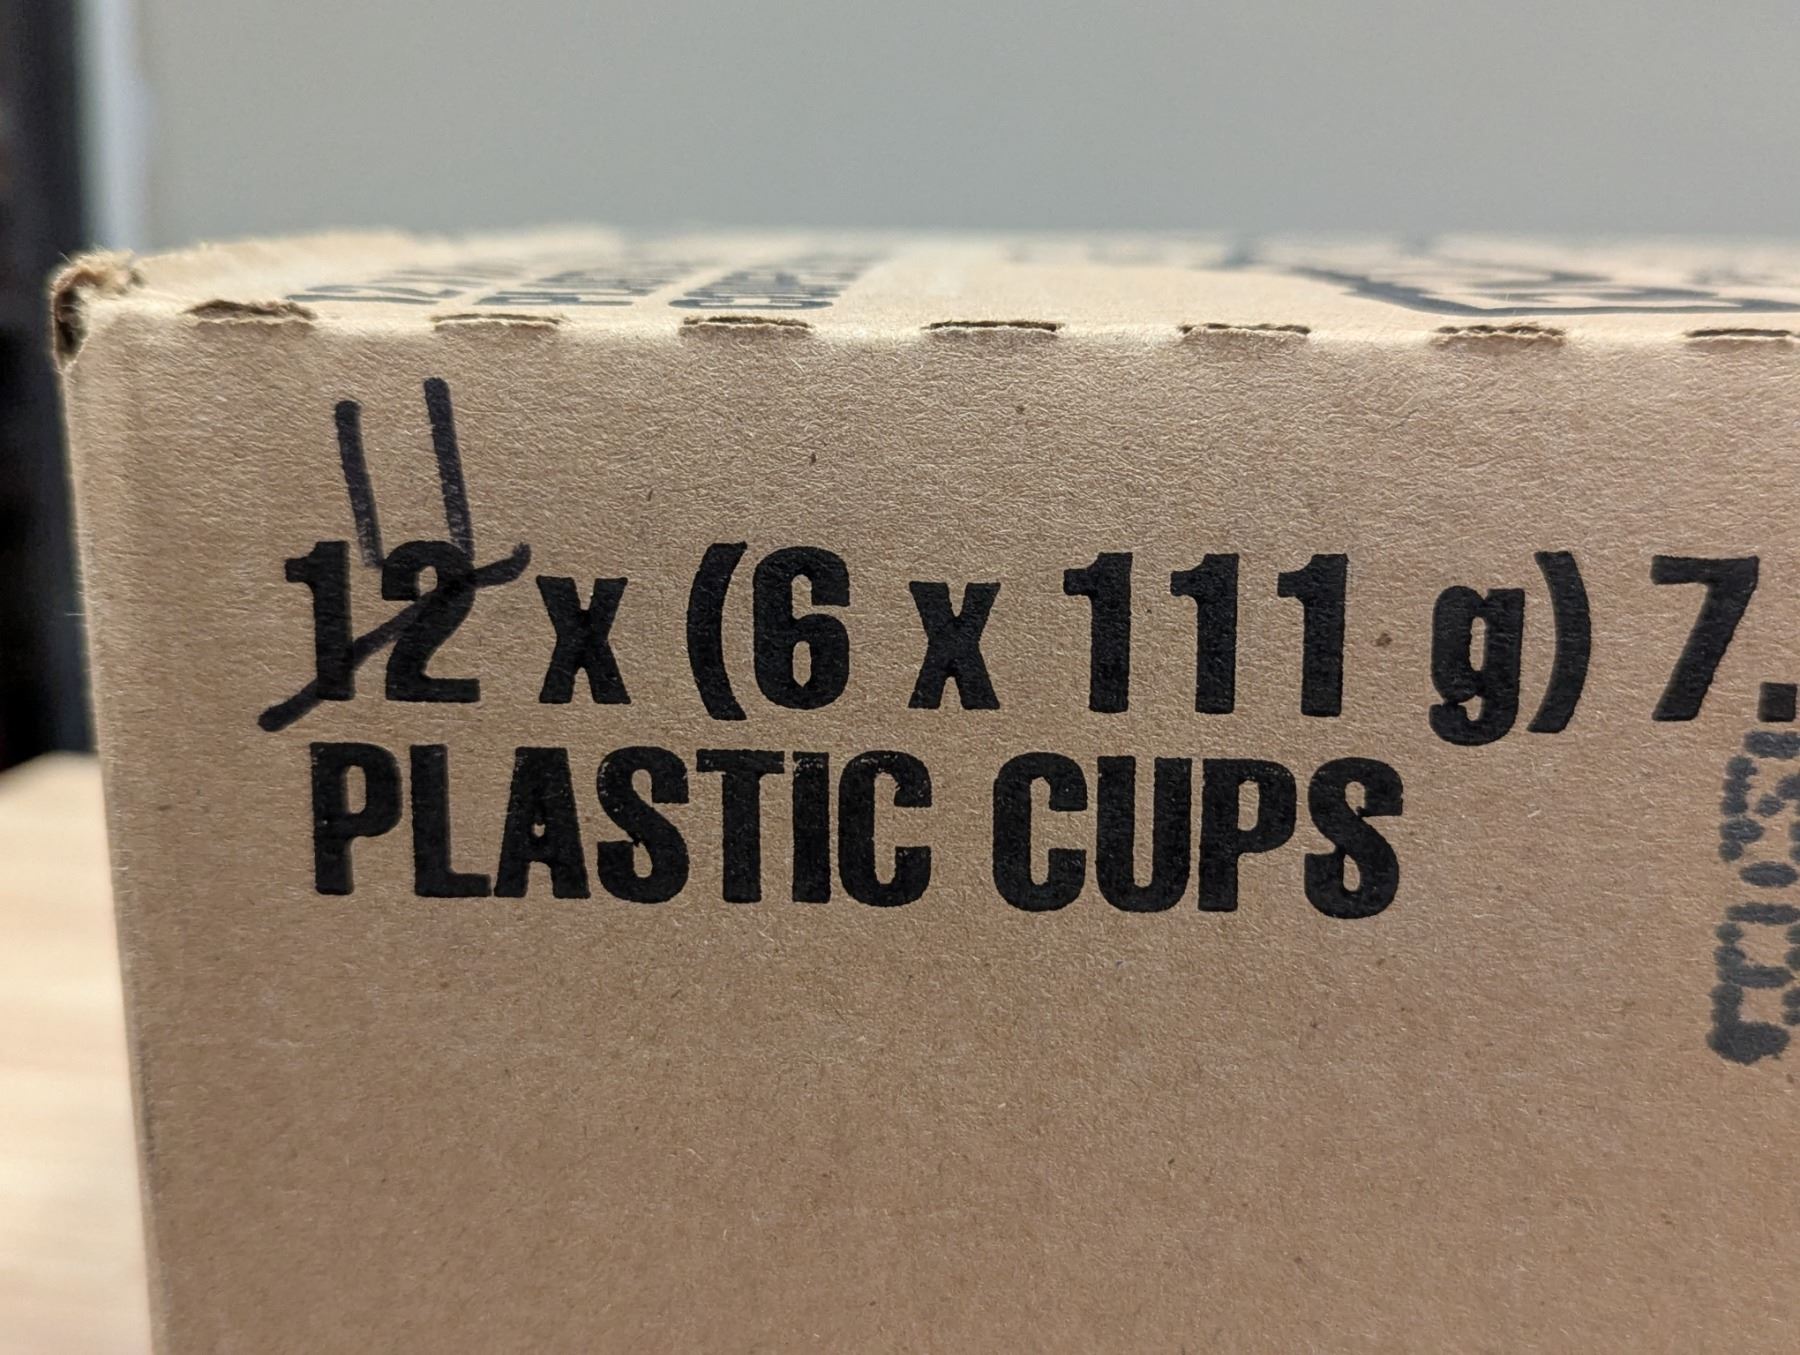 11
12 x (6 x 111 g) 7.
PLASTIC CUPS